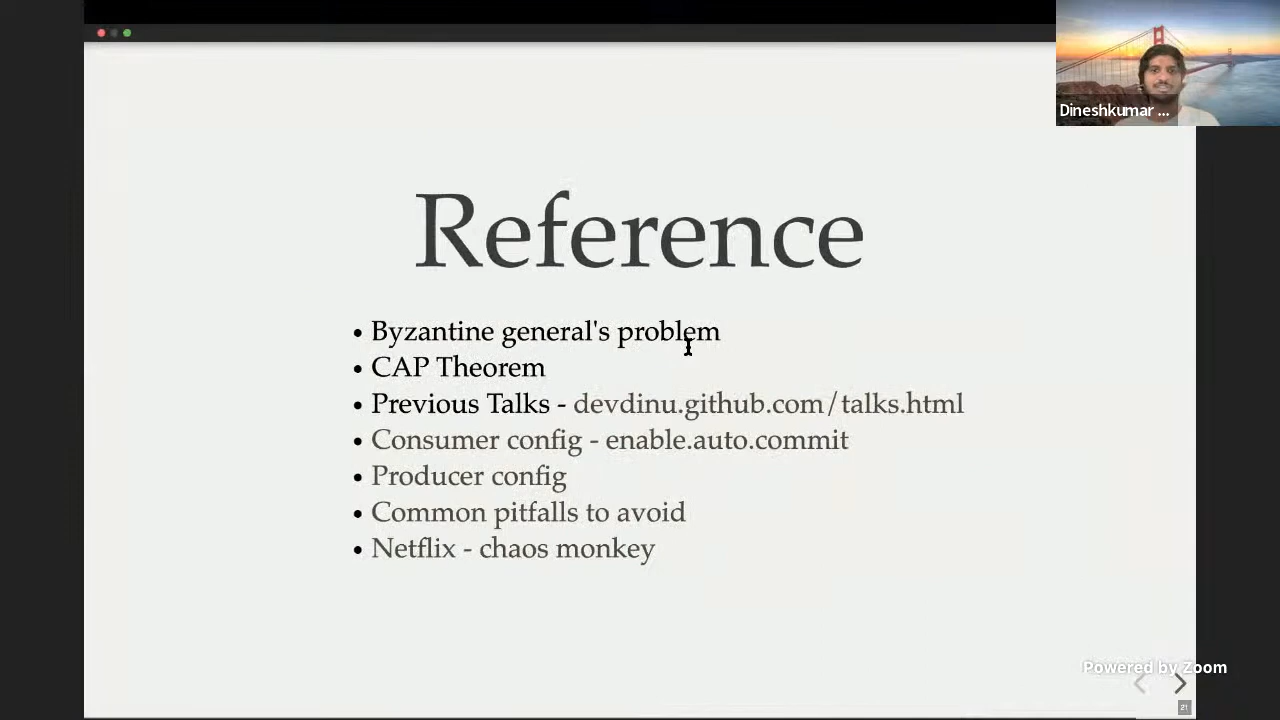 Dineshkumar ...
Reference
• Byzantine general's problem
• CAP Theorem
• Previous Talks - devdinu.github.com/talks.html
• Consumer config - enable.auto.commit
• Producer config
• Common pitfalls to avoid
• Netflix - chaos monkey
Powered by Zoom
21